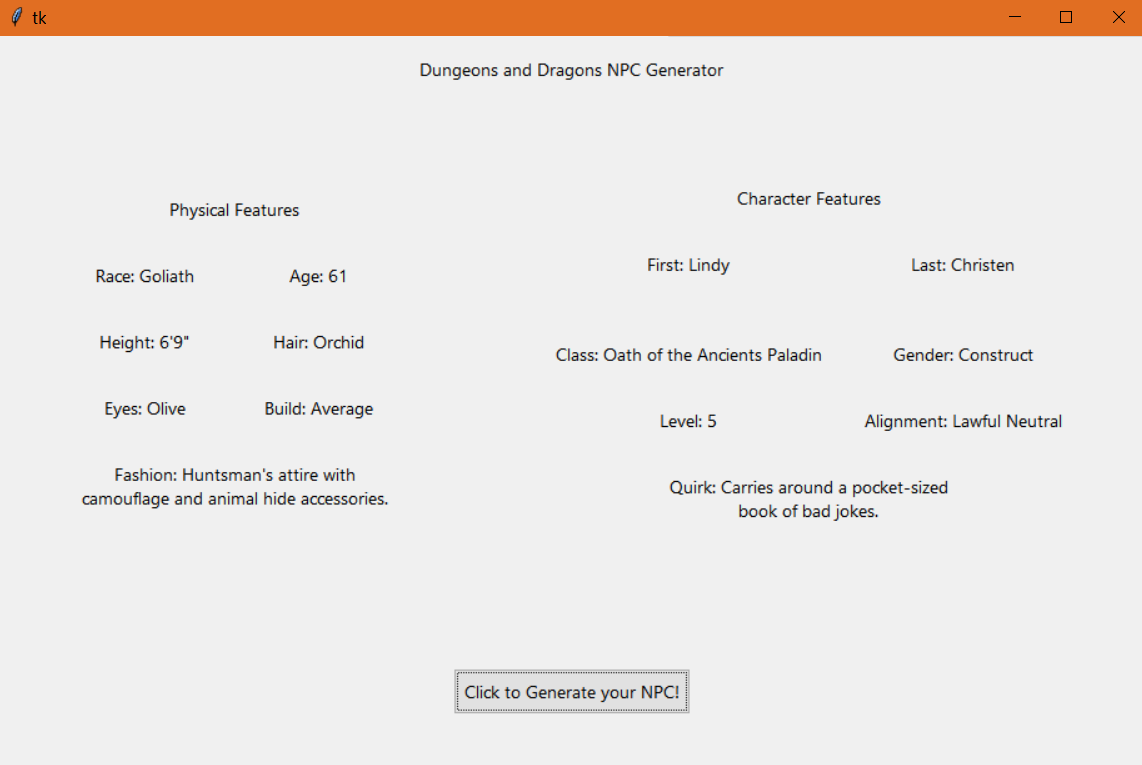 tk
Dungeons and Dragons NPC Generator
Physical Features
Race: Goliath
Age: 61
Height: 6'9"
Hair: Orchid
Eyes: Olive
Build: Average
Fashion: Huntsman's attire with
camouflage and animal hide accessories.
Character Features
First: Lindy
Last: Christen
Class: Oath of the Ancients Paladin
Gender: Construct
Level: 5
Alignment: Lawful Neutral
Quirk: Carries around a pocket-sized
book of bad jokes.
Click to Generate your NPC!